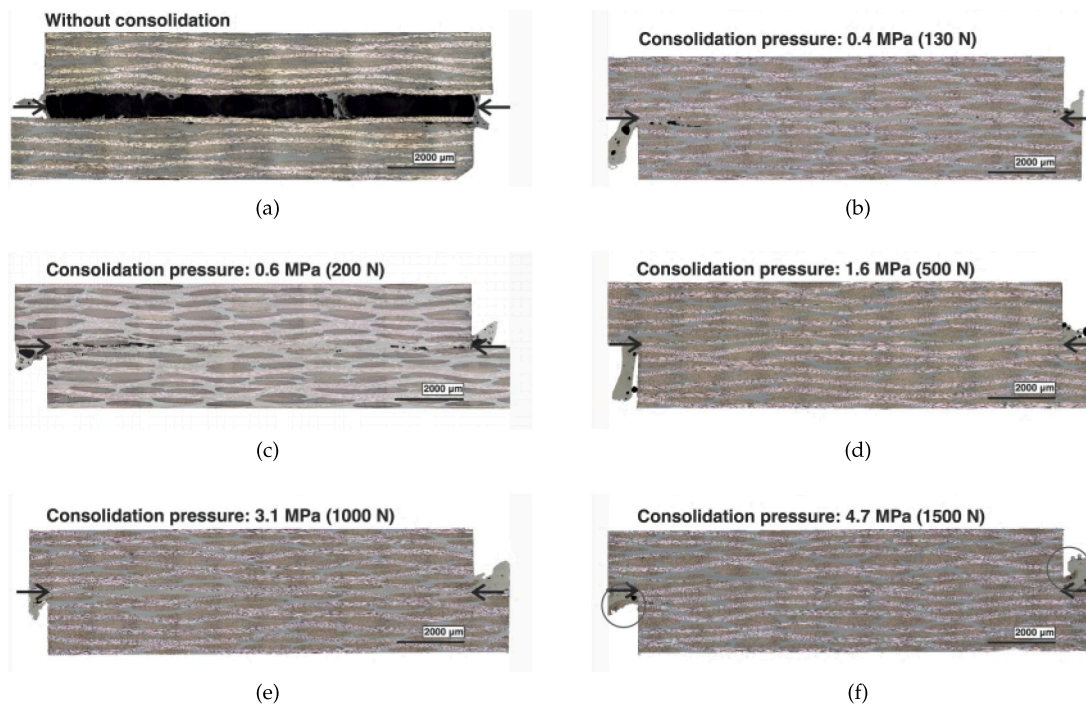 Without consolidation
2000 µm
(a)
Consolidation pressure: 0.4 MPa (130 N)
2000 µm
(b)
Consolidation pressure: 0.6 MPa (200 N)
2000 µm
(c)
Consolidation pressure: 1.6 MPa (500 N)
2000 µm
(d)
Consolidation pressure: 3.1 MPa (1000 N)
2000 µm
(e)
Consolidation pressure: 4.7 MPa (1500 N)
2000 µm
(f)